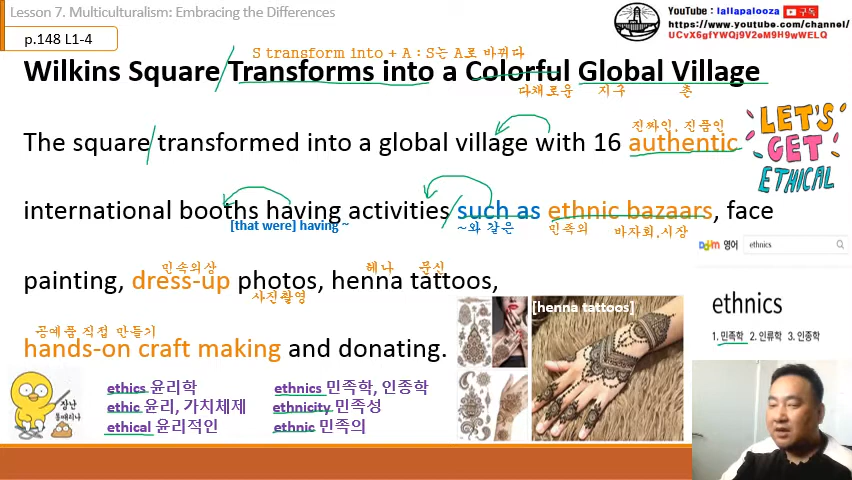 Lesson 7. Multiculturalism: Embracing the Differences
YouTube : lallapalooza 구독
https://www.youtube.com/channel/
UCvX6gfYWQj9V2eM9H9wWELQ
p.148 L1-4
S transform into + A : S는 A로 바뀌다
Wilkins Square Transforms into a Colorful Global Village
다채로운 지구 촌
진짜인, 진품인
The square transformed into a global village with 16 authentic
LET'S GET ETHICAL
international booths having activities such as ethnic bazaars, face
[that were] having ~ ~와 같은 민족의 바자회, 시장
Daum 영어 ethnics
민속의상 헤나 문신
painting, dress-up photos, henna tattoos,
사진촬영
ethnics
1. 민족학 2. 인류학 3. 인종학
[henna tattoos]
공예품 직접 만들기
hands-on craft making and donating.
장난
ethics 윤리학 ethnics 민족학, 인종학
ethic 윤리, 가치체제 ethnicity 민족성
ethical 윤리적인 ethnic 민족의